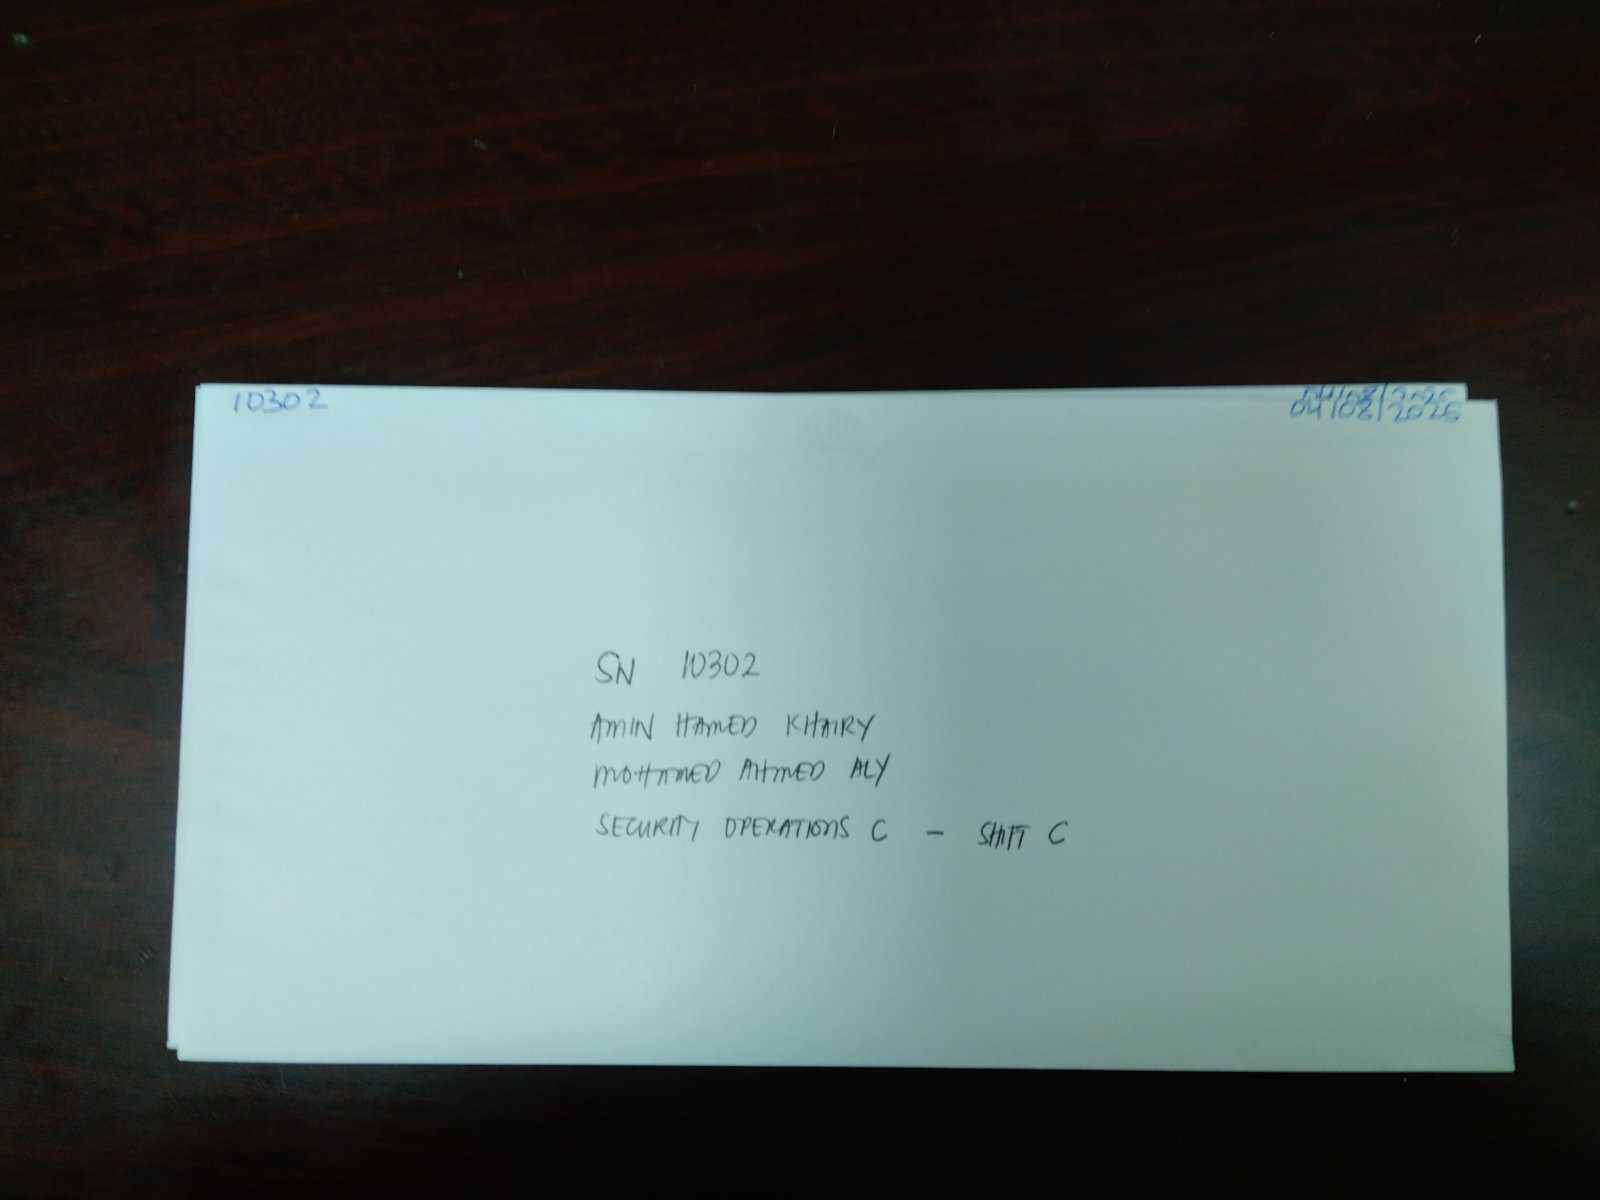 10302
04/08/2025
SN 10302
AMIN HAMED KHAIRY
MOHAMED AHMED ALY
SECURITY OPERATIONS C - SHIFT C